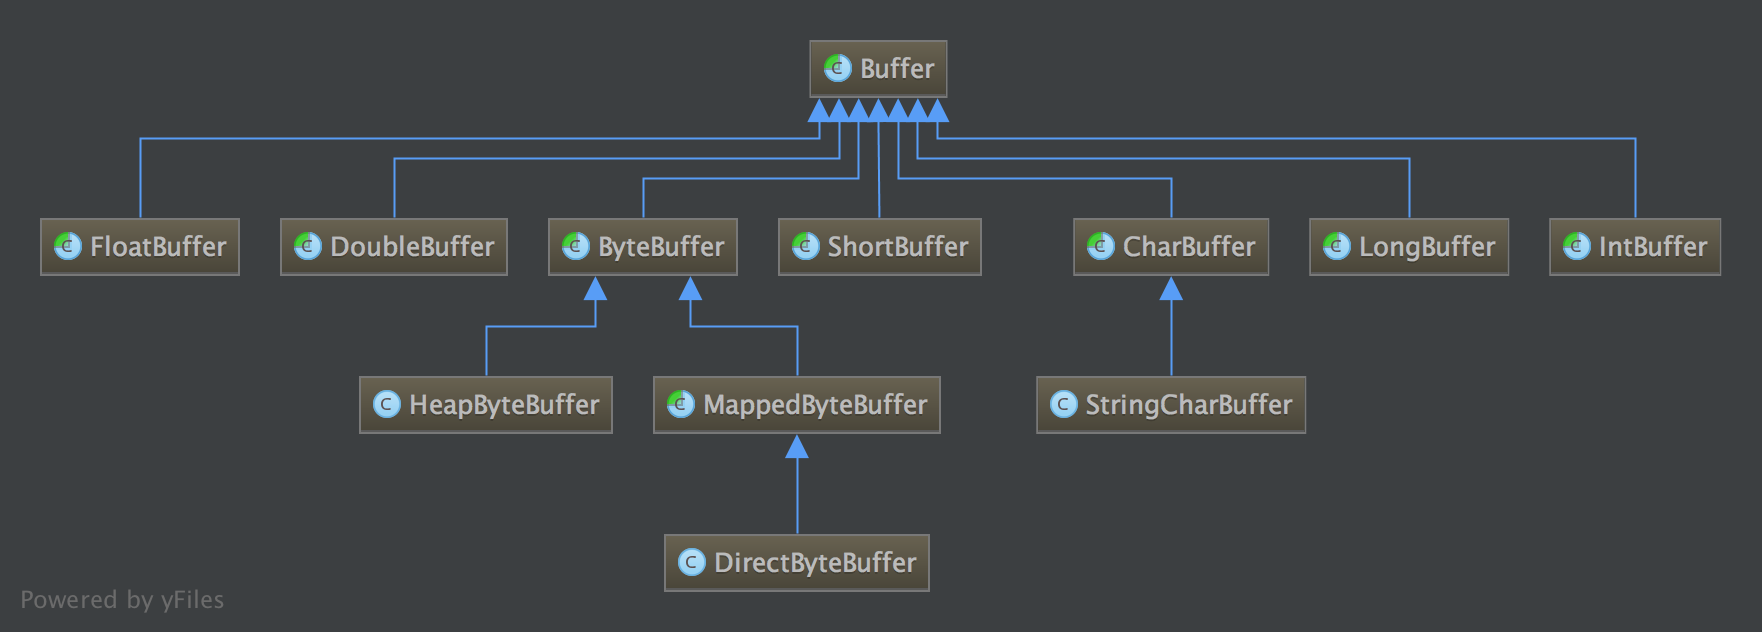 Buffer
FloatBuffer
DoubleBuffer
ByteBuffer
ShortBuffer
CharBuffer
LongBuffer
IntBuffer
HeapByteBuffer
MappedByteBuffer
StringCharBuffer
DirectByteBuffer
Powered by yFiles